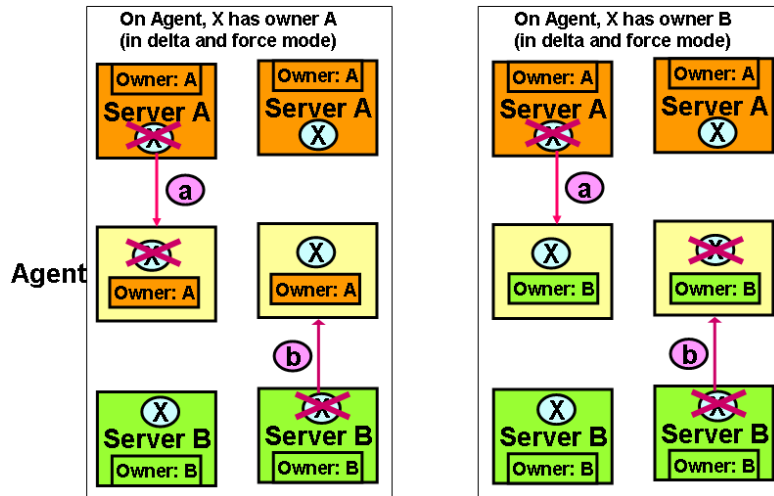 On Agent, X has owner A
(in delta and force mode)
Owner: A
Server A
X
Owner: A
Server A
X
a
Agent
X
Owner: A
X
Owner: A
b
X
Server B
Owner: B
X
Server B
Owner: B
On Agent, X has owner B
(in delta and force mode)
Owner: A
Server A
X
Owner: A
Server A
X
a
X
Owner: B
X
Owner: B
b
X
Server B
Owner: B
X
Server B
Owner: B